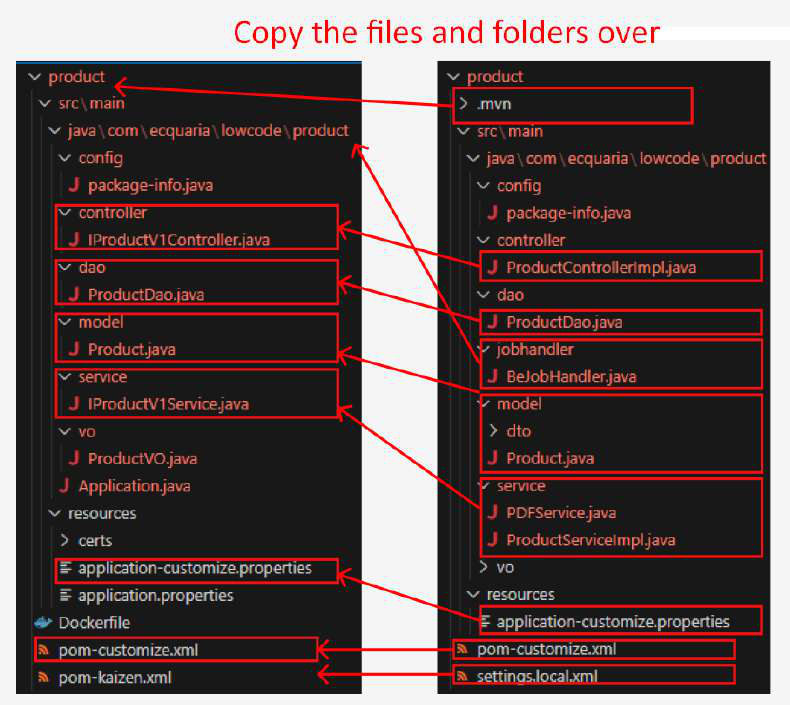 Copy the files and folders over
product
src\main
java\com\ecquaria\lowcode\product
config
package-info.java
controller
IProductV1Controller.java
dao
ProductDao.java
model
Product.java
service
IProductV1Service.java
vo
ProductVO.java
Application.java
resources
certs
application-customize.properties
application.properties
Dockerfile
pom-customize.xml
pom-kaizen.xml
product
.mvn
src\main
java\com\ecquaria\lowcode\product
config
package-info.java
controller
ProductControllerImpl.java
dao
ProductDao.java
jobhandler
BeJobHandler.java
model
dto
Product.java
service
PDFService.java
ProductServiceImpl.java
vo
resources
application-customize.properties
pom-customize.xml
settings.local.xml